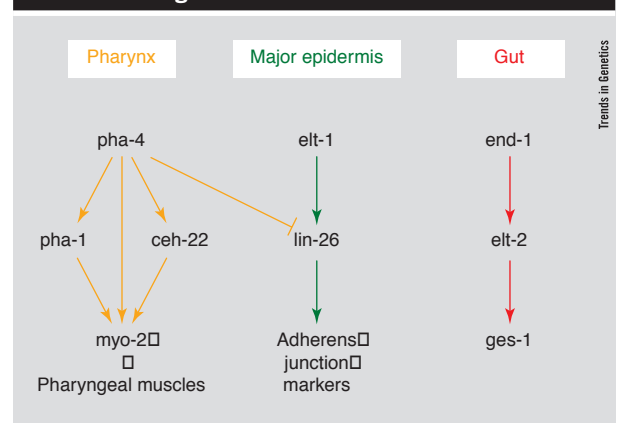 Pharynx
Major epidermis
Gut
Trends in Genetics
pha-4
elt-1
end-1
pha-1
ceh-22
lin-26
elt-2
myo-2□
□
Pharyngeal muscles
Adherens□
junction□
markers
ges-1